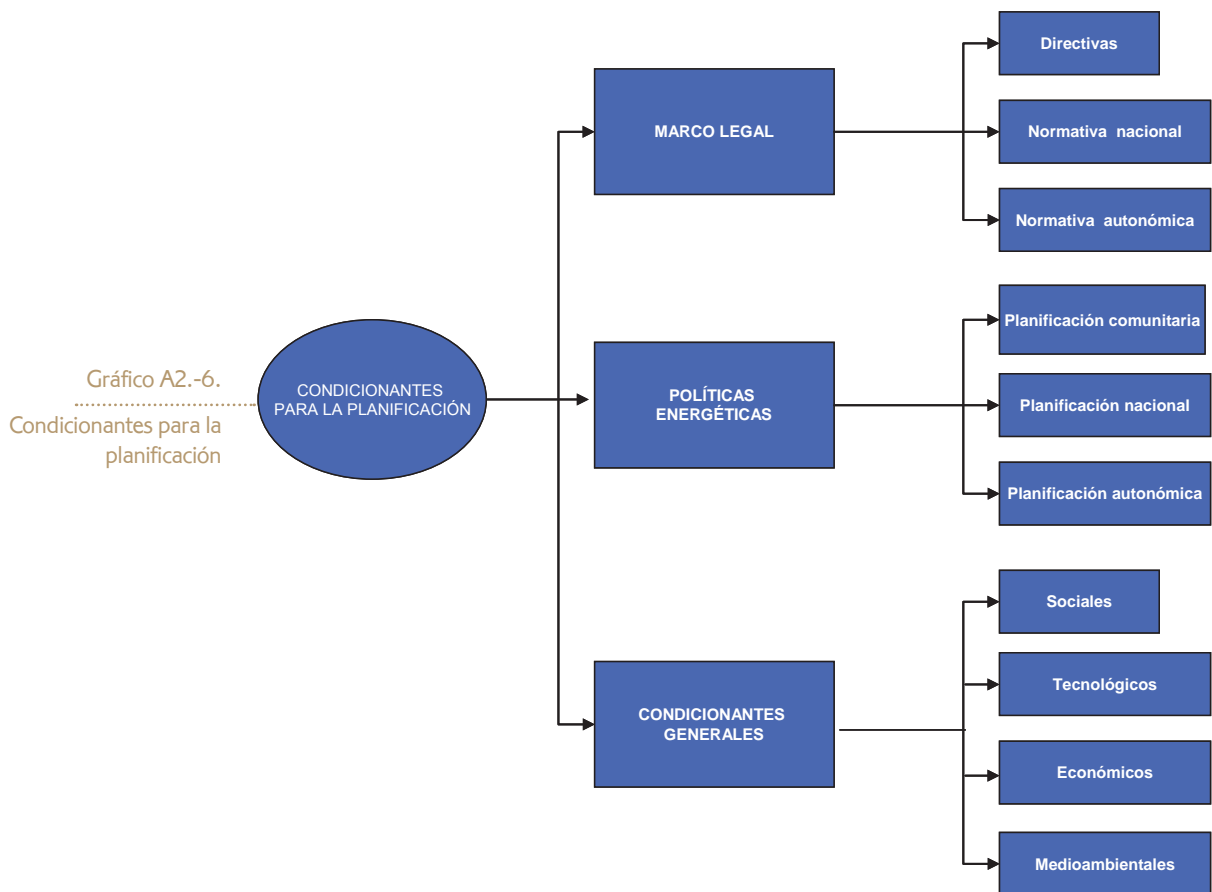 Gráfico A2.-6.
Condicionantes para la
planificación
CONDICIONANTES
PARA LA PLANIFICACIÓN
MARCO LEGAL
Directivas
Normativa nacional
Normativa autonómica
POLÍTICAS
ENERGÉTICAS
Planificación comunitaria
Planificación nacional
Planificación autonómica
CONDICIONANTES
GENERALES
Sociales
Tecnológicos
Económicos
Medioambientales